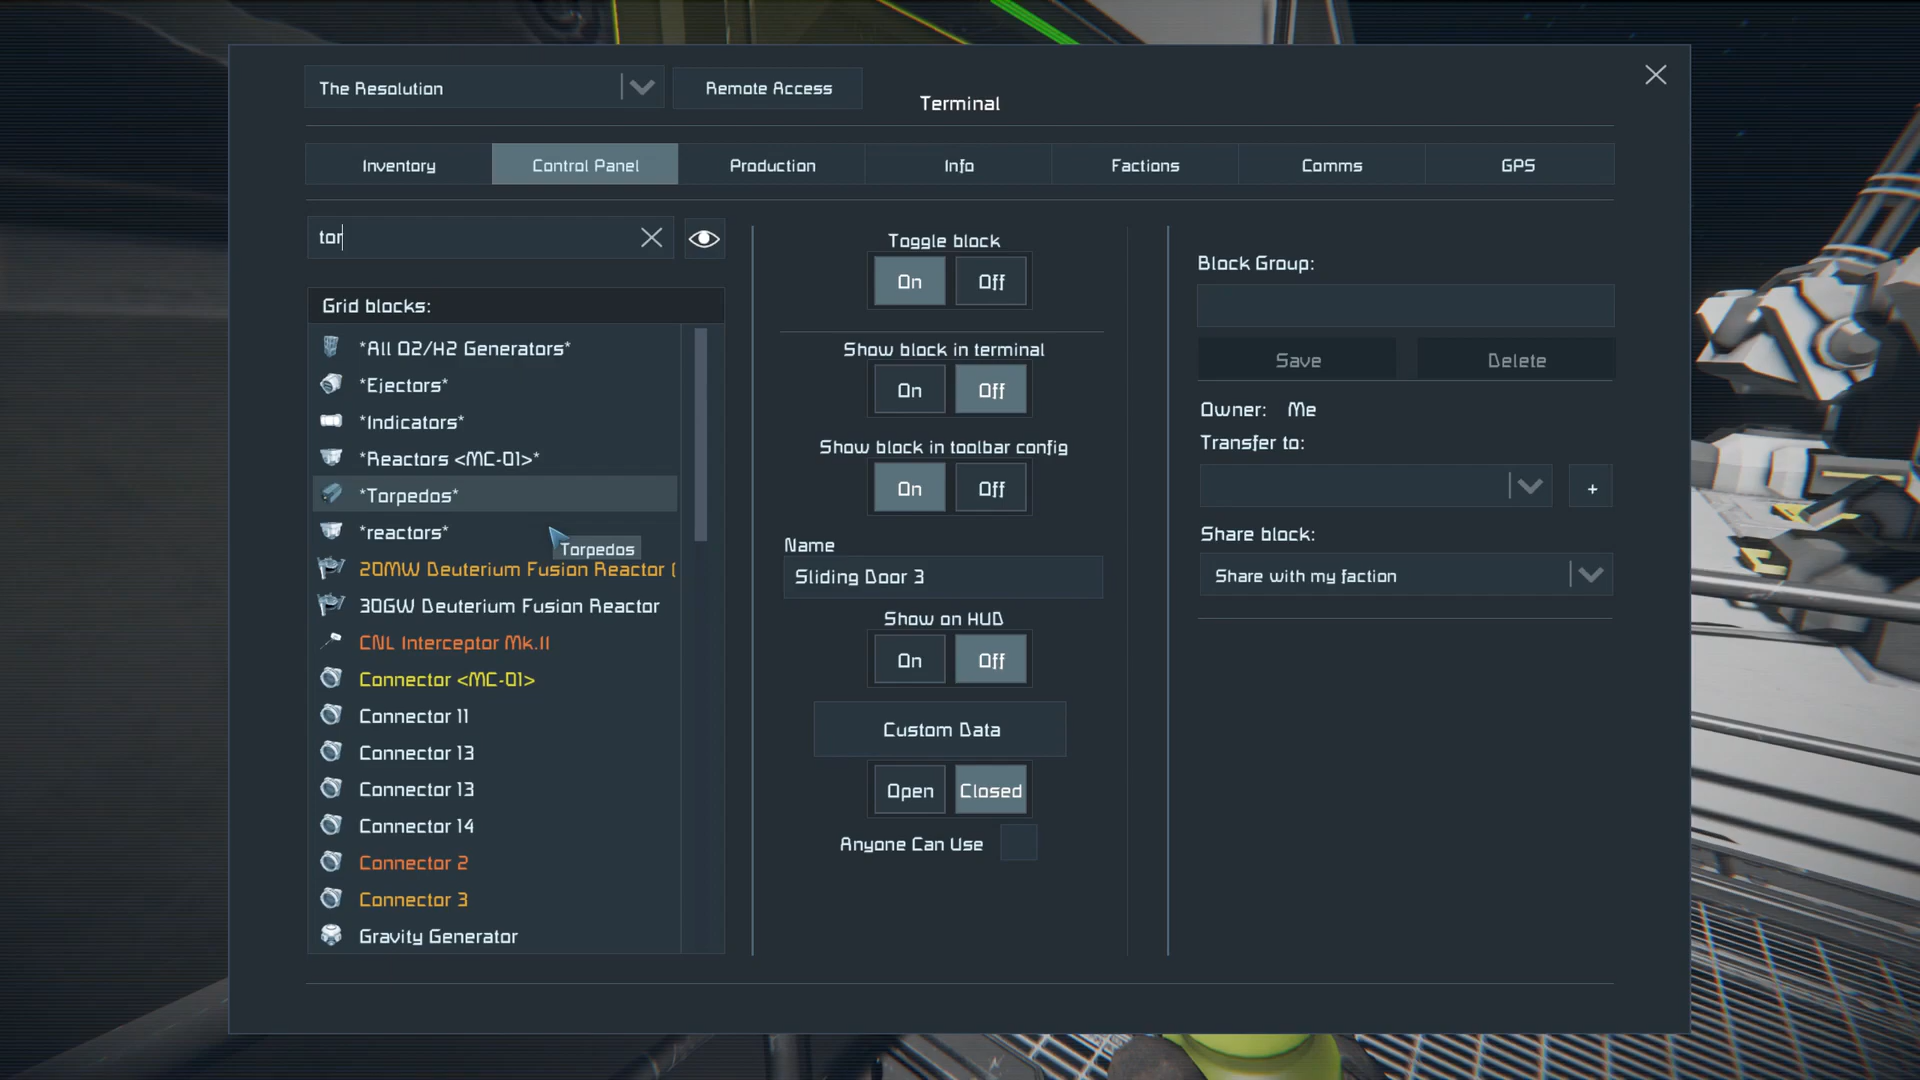 The Resolution
Remote Access
Terminal
Inventory
Control Panel
Production
Info
Factions
Comms
GPS
tor
Grid blocks:
*All O2/H2 Generators*
*Ejectors*
*Indicators*
*Reactors <MC-01>*
*Torpedos*
*reactors*
Torpedos
20MW Deuterium Fusion Reactor (
30GW Deuterium Fusion Reactor
CNL Interceptor Mk.II
Connector <MC-01>
Connector 11
Connector 13
Connector 13
Connector 14
Connector 2
Connector 3
Gravity Generator
Toggle block
On Off
Show block in terminal
On Off
Show block in toolbar config
On Off
Name
Sliding Door 3
Show on HUD
On Off
Custom Data
Open Closed
Anyone Can Use
Block Group:
Save Delete
Owner: Me
Transfer to:
+
Share block:
Share with my faction